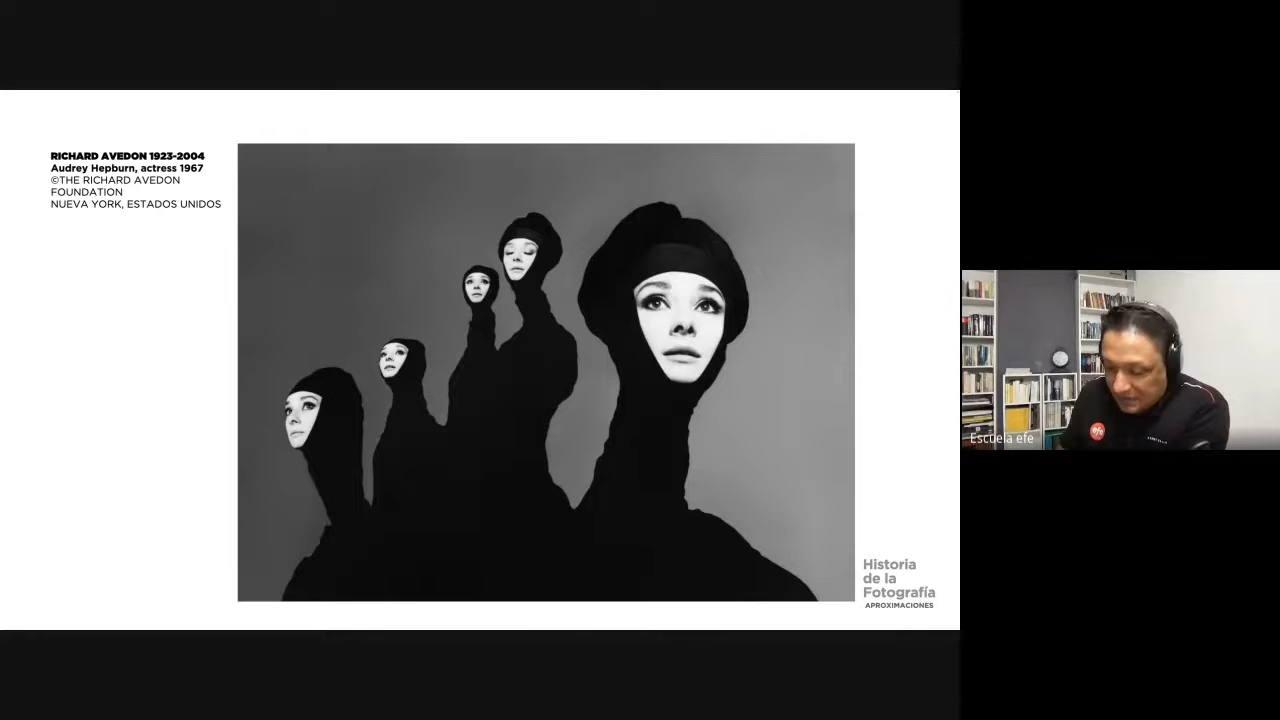 RICHARD AVEDON 1923-2004
Audrey Hepburn, actress 1967
©THE RICHARD AVEDON
FOUNDATION
NUEVA YORK, ESTADOS UNIDOS
Historia
de la
Fotografía
APROXIMACIONES
efe
Escuela efe